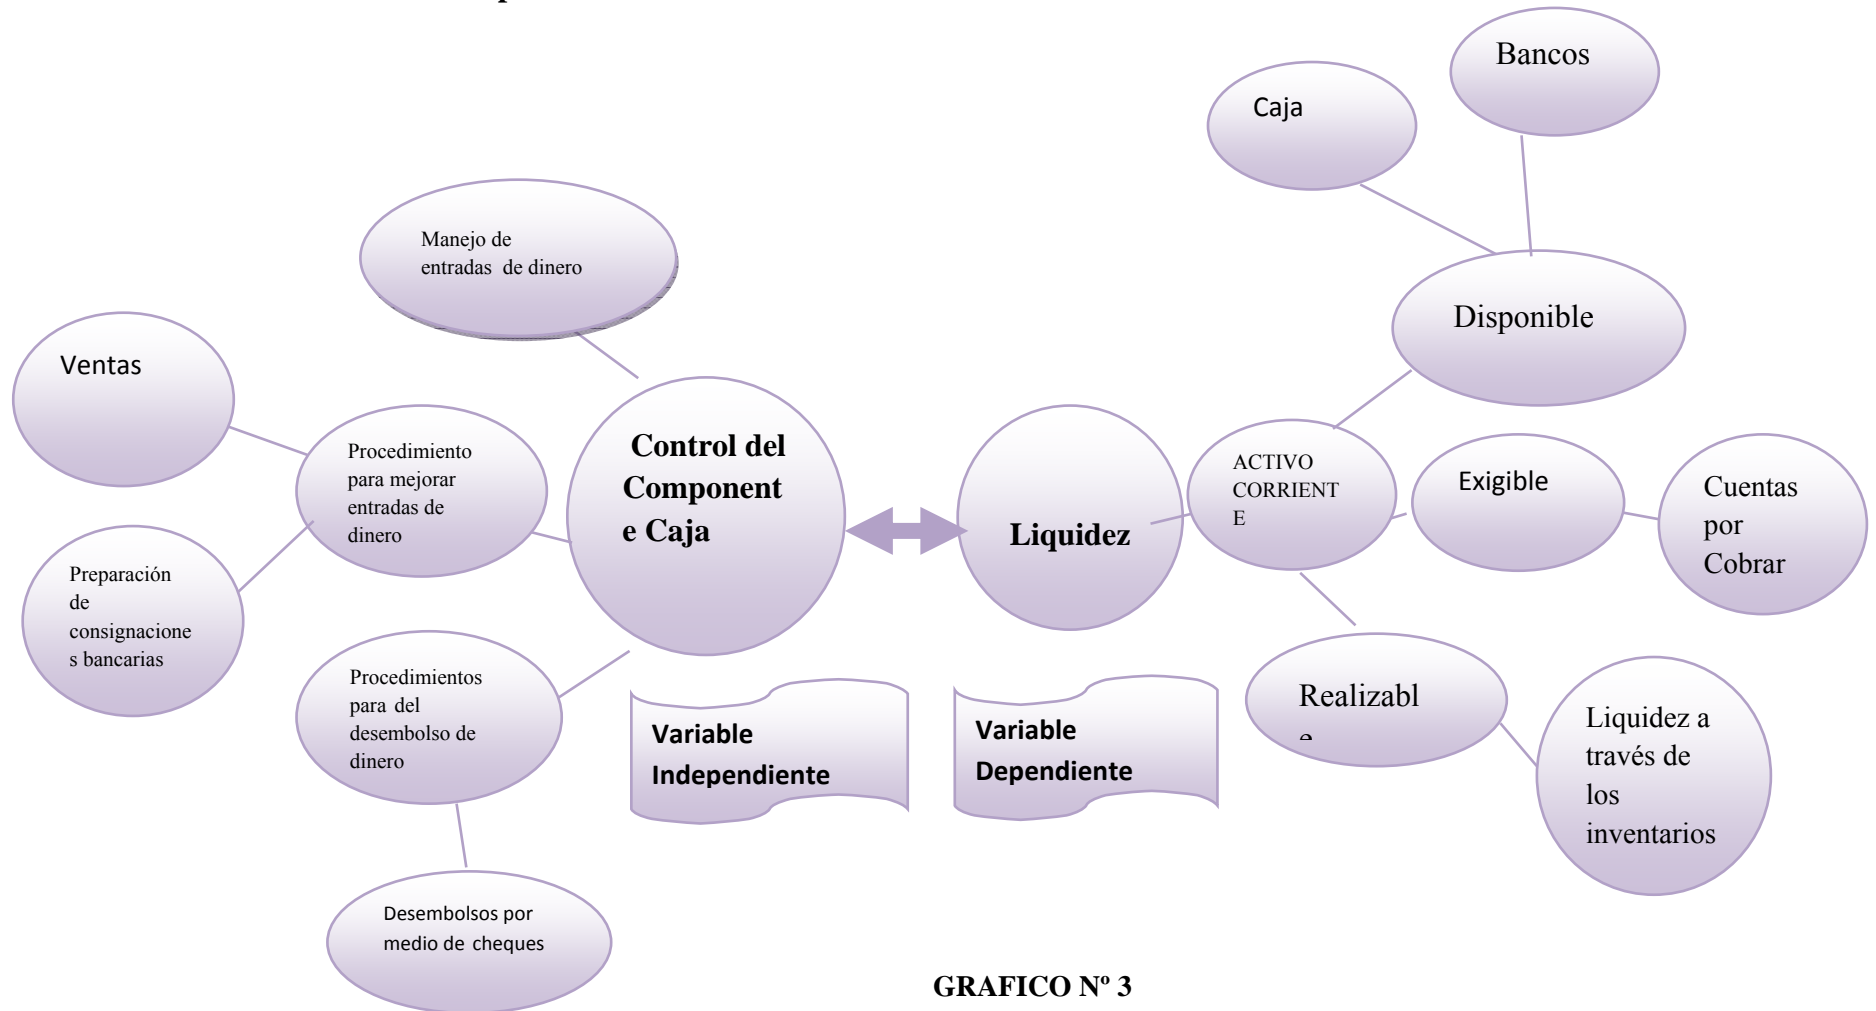 Bancos
Caja
Manejo de
entradas de dinero
Disponible
Ventas
Procedimiento
para mejorar
entradas de
dinero
Control del
Component
e Caja
Liquidez
ACTIVO
CORRIENT
E
Exigible
Cuentas
por
Cobrar
Preparación
de
consignacione
s bancarias
Procedimientos
para del
desembolso de
dinero
Variable
Independiente
Variable
Dependiente
Realizabl
e
Liquidez a
través de
los
inventarios
Desembolsos por
medio de cheques
GRAFICO Nº 3